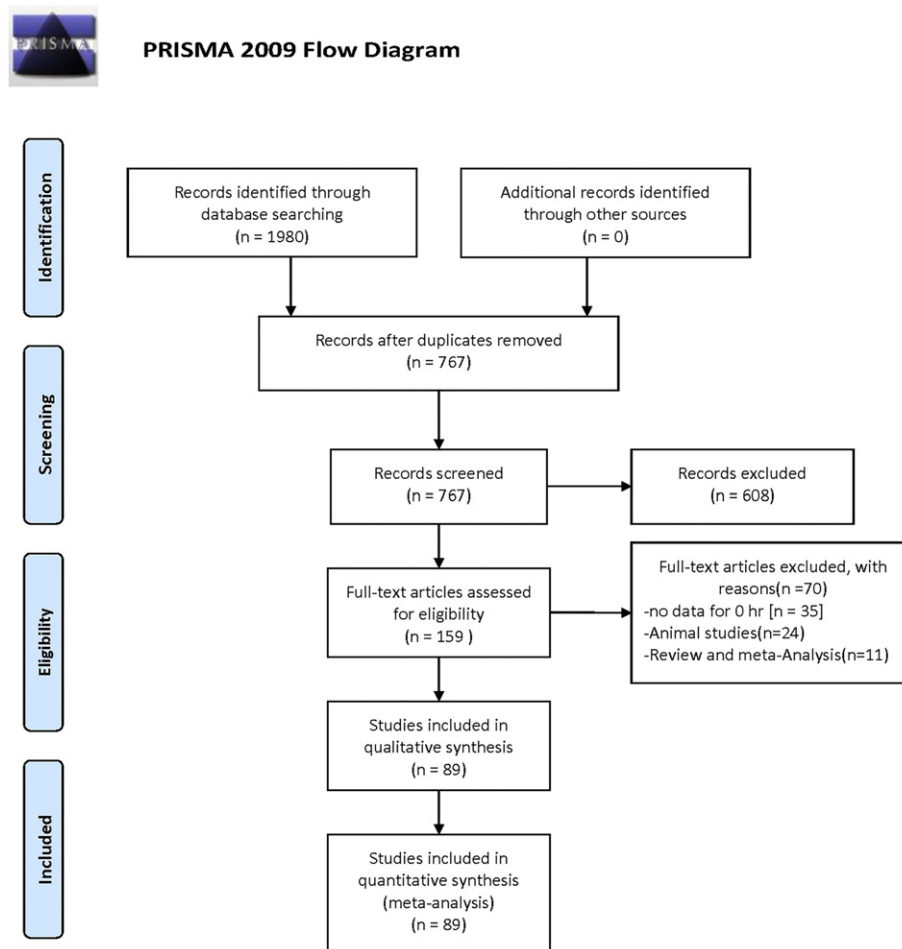 PRISMA
PRISMA 2009 Flow Diagram
Identification
Records identified through
database searching
(n = 1980)
Additional records identified
through other sources
(n = 0)
Records after duplicates removed
(n = 767)
Screening
Records screened
(n = 767)
Records excluded
(n = 608)
Eligibility
Full-text articles assessed
for eligibility
(n = 159 )
Full-text articles excluded, with
reasons(n =70)
-no data for 0 hr [n = 35]
-Animal studies(n=24)
-Review and meta-Analysis(n=11)
Studies included in
qualitative synthesis
(n = 89)
Included
Studies included in
quantitative synthesis
(meta-analysis)
(n = 89)